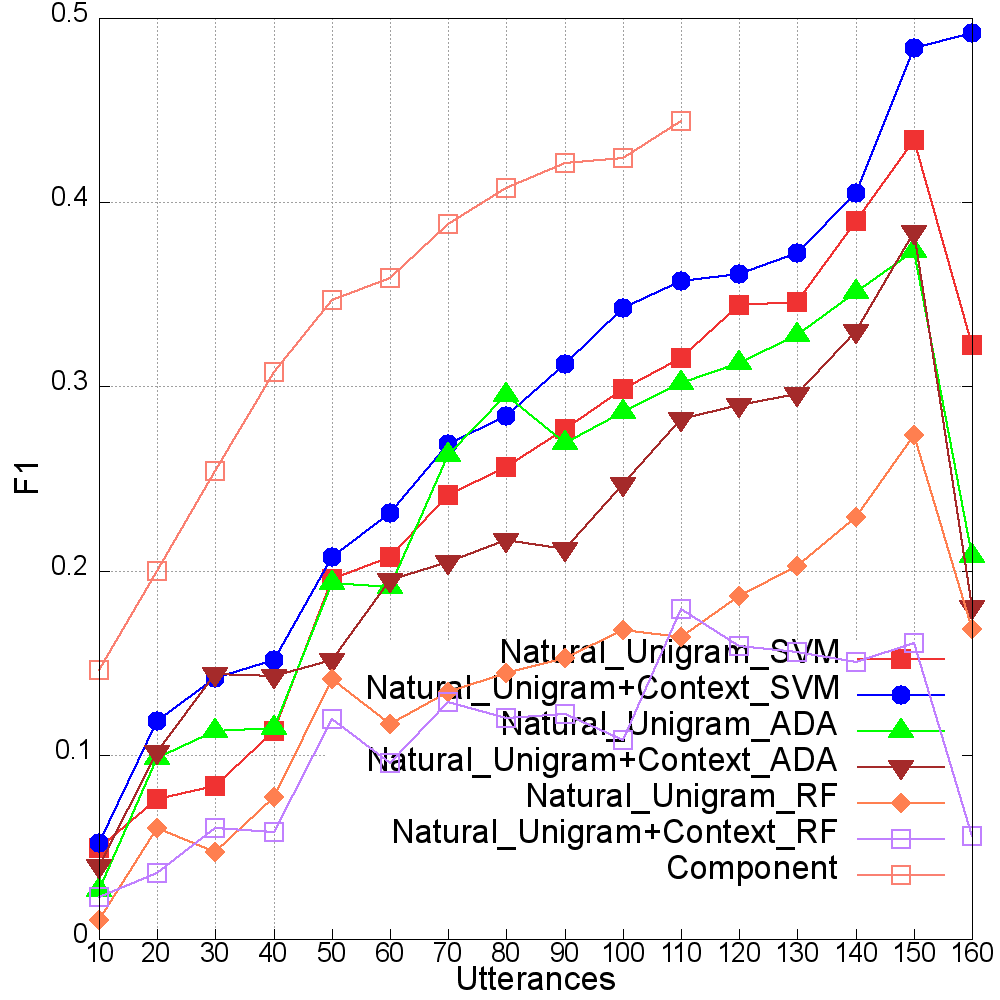 0.5
0.4
0.3
0.2
0.1
0
F1
Natural_Unigram_SVM
Natural_Unigram+Context_SVM
Natural_Unigram_ADA
Natural_Unigram+Context_ADA
Natural_Unigram_RF
Natural_Unigram+Context_RF
Component
10 20 30 40 50 60 70 80 90 100 110 120 130 140 150 160
Utterances